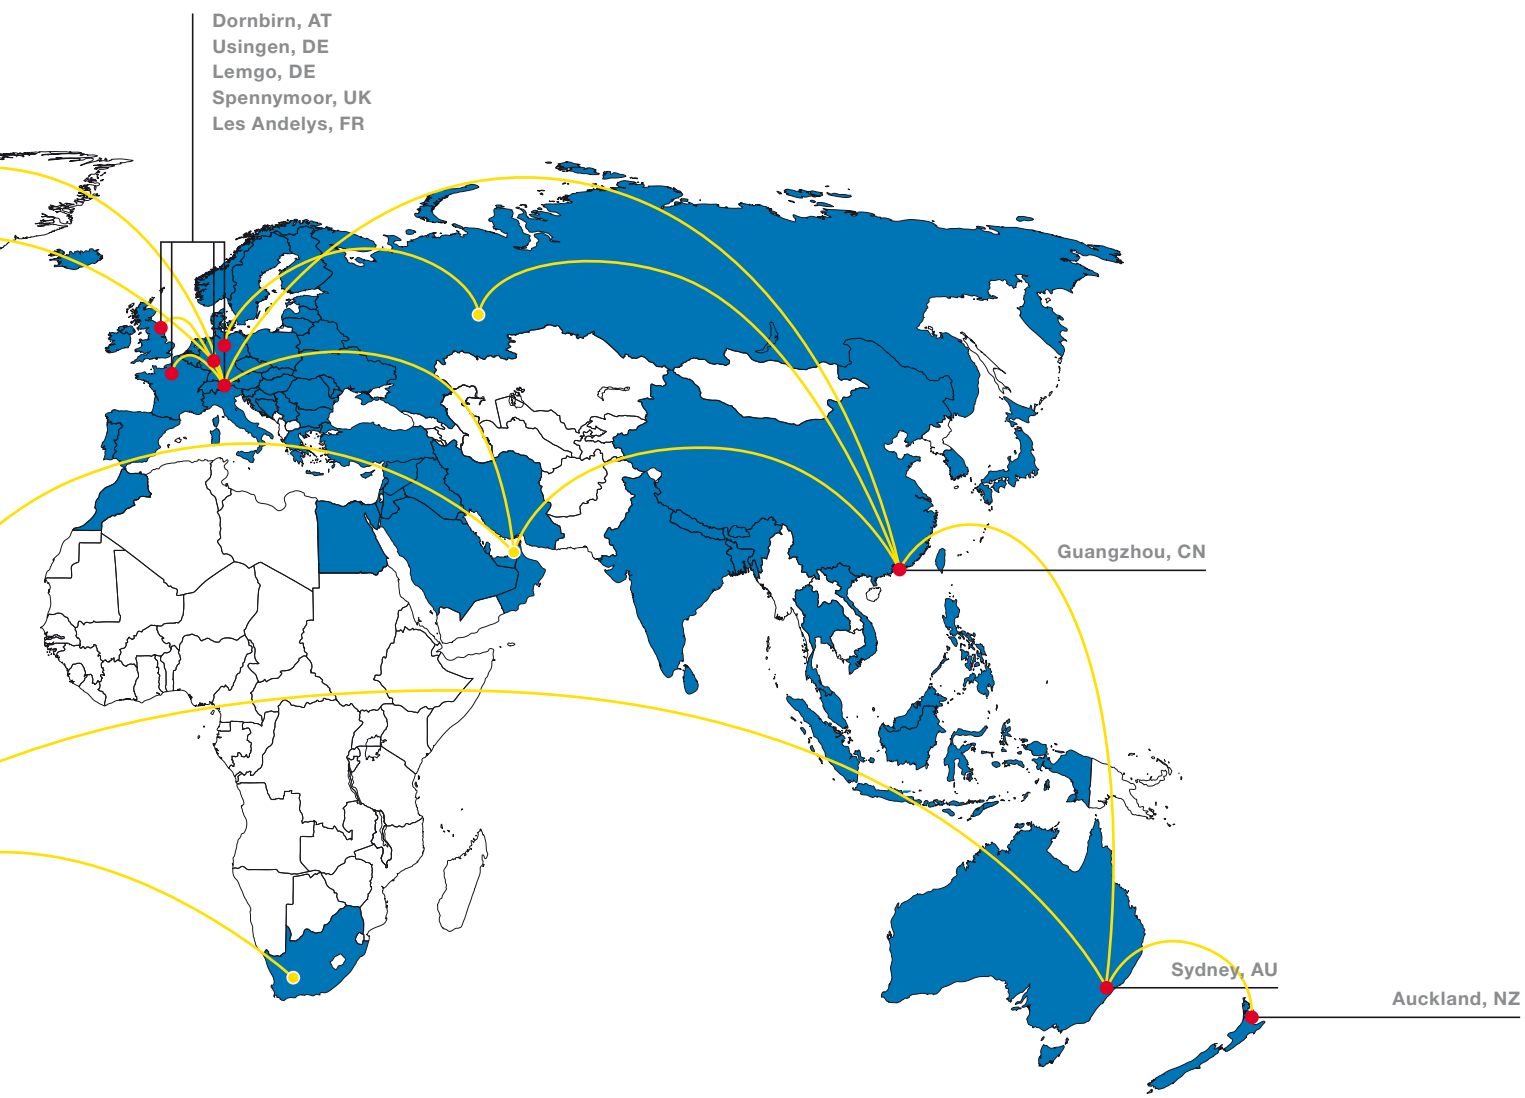 Dornbirn, AT
Usingen, DE
Lemgo, DE
Spennymoor, UK
Les Andelys, FR
Guangzhou, CN
Sydney, AU
Auckland, NZ